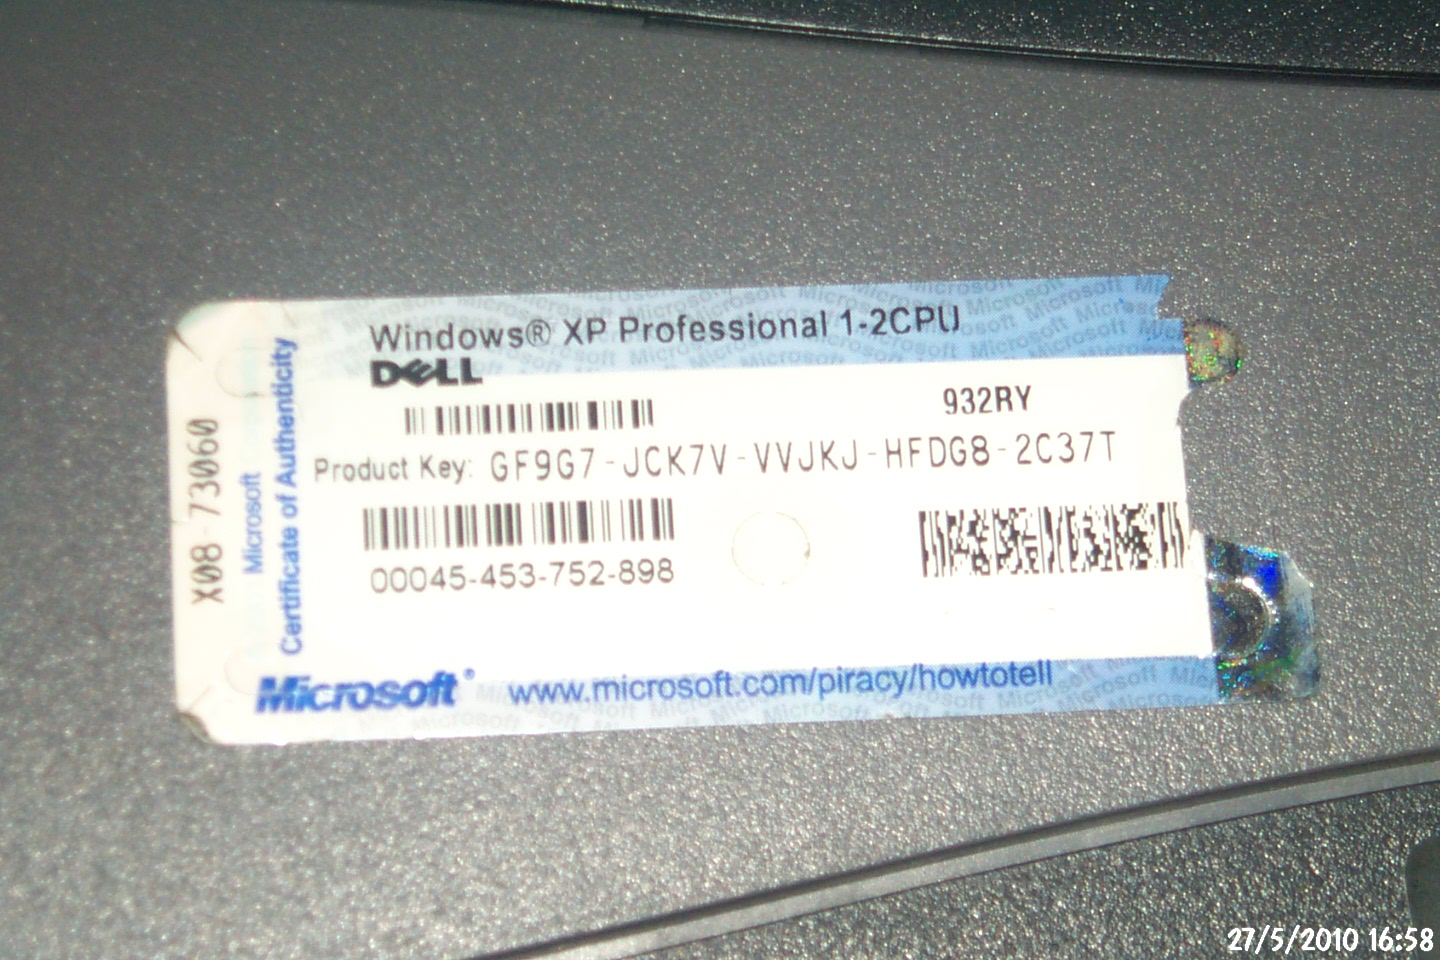 Windows® XP Professional 1-2CPU
DELL
932RY
Product Key: GF9G7-JCK7V-VVJKJ-HFDG8-2C37T
00045-453-752-898
X08-73060
Microsoft
Certificate of Authenticity
Microsoft® www.microsoft.com/piracy/howtotell
27/5/2010 16:58